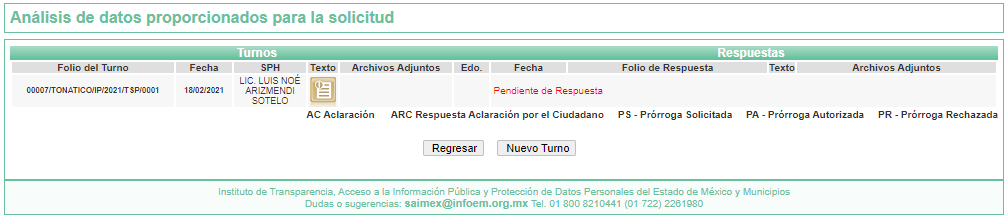 Análisis de datos proporcionados para la solicitud
Turnos Respuestas
Folio del Turno Fecha SPH Texto Archivos Adjuntos Edo. Fecha Folio de Respuesta Texto Archivos Adjuntos
00007/TONATICO/IP/2021/TSP/0001 18/02/2021 LIC. LUIS NOÉ ARIZMENDI SOTELO Pendiente de Respuesta
AC Aclaración ARC Respuesta Aclaración por el Ciudadano PS - Prórroga Solicitada PA - Prórroga Autorizada PR - Prórroga Rechazada
Regresar Nuevo Turno
Instituto de Transparencia, Acceso a la Información Pública y Protección de Datos Personales del Estado de México y Municipios
Dudas o sugerencias: saimex@infoem.org.mx Tel. 01 800 8210441 (01 722) 2261980